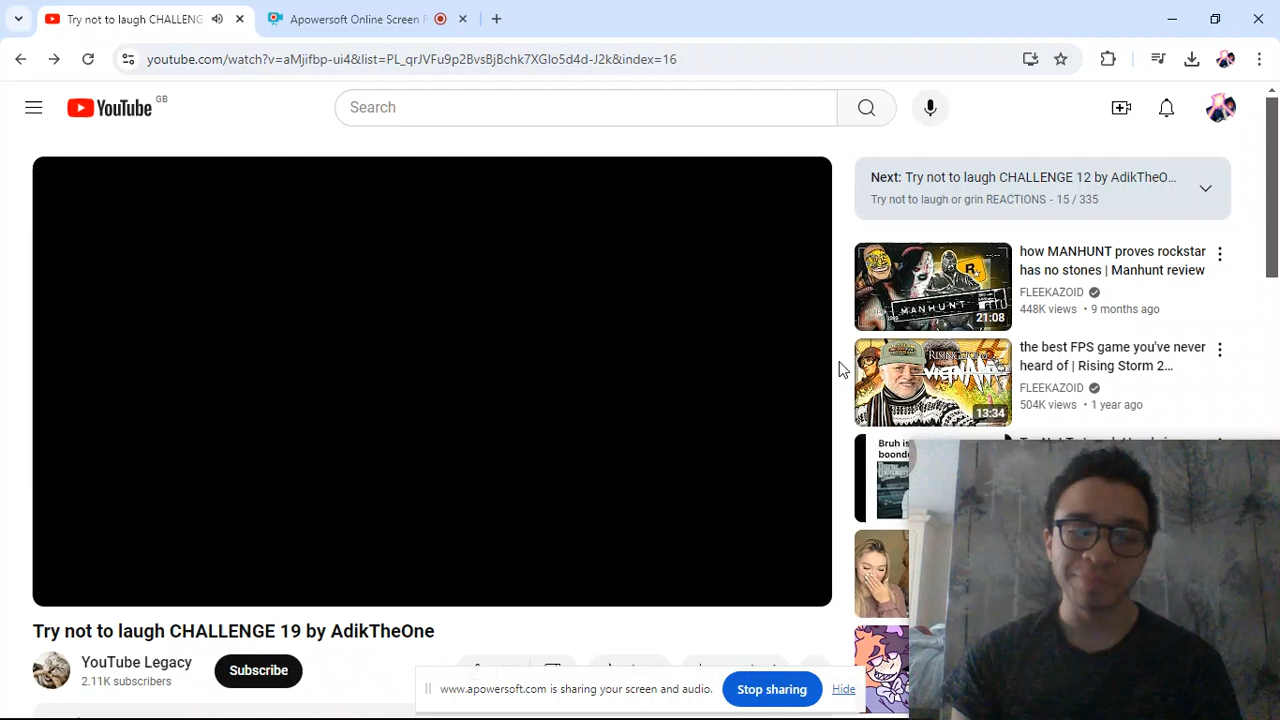 Try not to laugh CHALLENG
Apowersoft Online Screen R
youtube.com/watch?v=aMjifbp-ui4&list=PL_qrJVFu9p2BvsBjBchk7XGIo5d4d-J2k&index=16
YouTube GB
Search
Next: Try not to laugh CHALLENGE 12 by AdikTheO...
Try not to laugh or grin REACTIONS - 15 / 335
how MANHUNT proves rockstar
has no stones | Manhunt review
FLEEKAZOID
448K views • 9 months ago
MANHUNT
R
21:08
the best FPS game you've never
heard of | Rising Storm 2...
FLEEKAZOID
504K views • 1 year ago
VIETNAM
13:34
Bruh is
boond
Try not to laugh CHALLENGE 19 by AdikTheOne
YouTube Legacy
2.11K subscribers
Subscribe
www.apowersoft.com is sharing your screen and audio.
Stop sharing
Hide